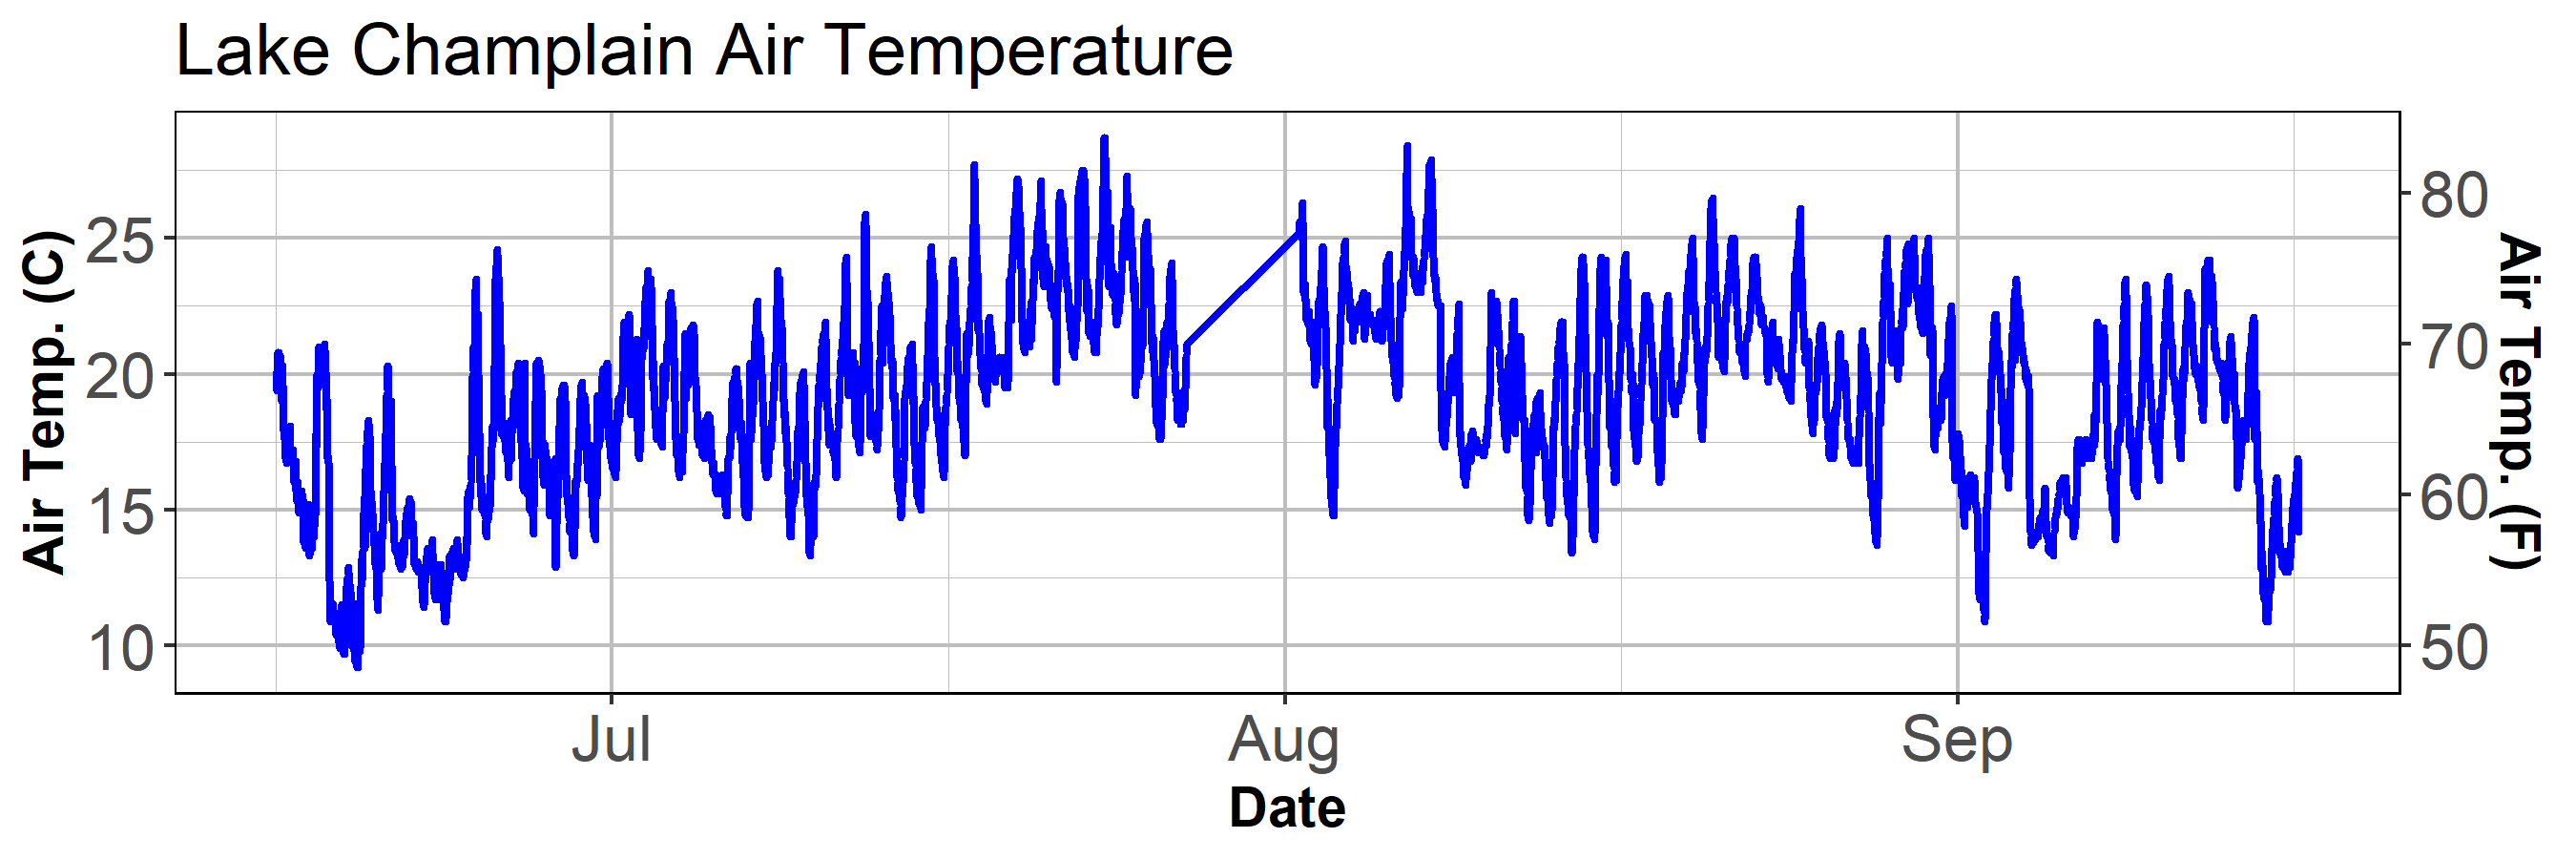 Lake Champlain Air Temperature
Air Temp. (C)
25
20
15
10
80
70
60
50
Air Temp. (F)
Jul Aug Sep
Date